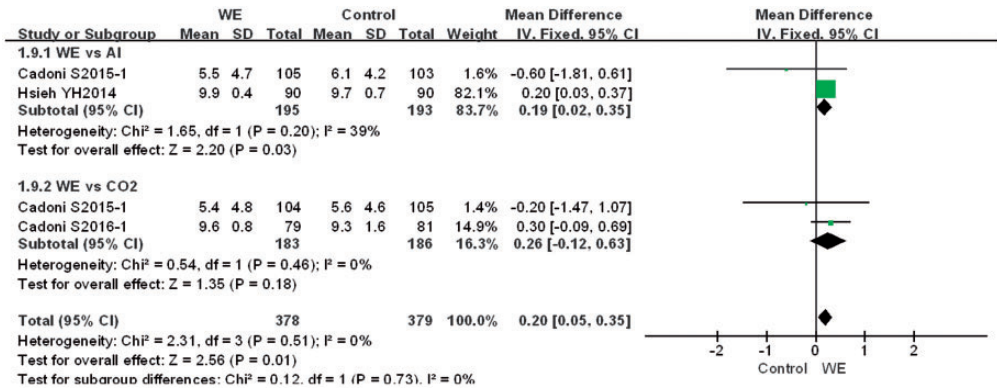 WE Control Mean Difference Mean Difference
Study or Subgroup Mean SD Total Mean SD Total Weight IV. Fixed. 95% CI IV. Fixed. 95% CI
1.9.1 WE vs AI
Cadoni S2015-1 5.5 4.7 105 6.1 4.2 103 1.6% -0.60 [-1.81, 0.61]
Hsieh YH2014 9.9 0.4 90 9.7 0.7 90 82.1% 0.20 [0.03, 0.37]
Subtotal (95% CI) 195 193 83.7% 0.19 [0.02, 0.35]
Heterogeneity: Chi² = 1.65, df = 1 (P = 0.20); I² = 39%
Test for overall effect: Z = 2.20 (P = 0.03)
1.9.2 WE vs CO2
Cadoni S2015-1 5.4 4.8 104 5.6 4.6 105 1.4% -0.20 [-1.47, 1.07]
Cadoni S2016-1 9.6 0.8 79 9.3 1.6 81 14.9% 0.30 [-0.09, 0.69]
Subtotal (95% CI) 183 186 16.3% 0.26 [-0.12, 0.63]
Heterogeneity: Chi² = 0.54, df = 1 (P = 0.46); I² = 0%
Test for overall effect: Z = 1.35 (P = 0.18)
Total (95% CI) 378 379 100.0% 0.20 [0.05, 0.35]
Heterogeneity: Chi² = 2.31, df = 3 (P = 0.51); I² = 0%
Test for overall effect: Z = 2.56 (P = 0.01)
Test for subgroup differences: Chi² = 0.12. df = 1 (P = 0.73). I² = 0%
-2 -1 0 1 2
Control WE